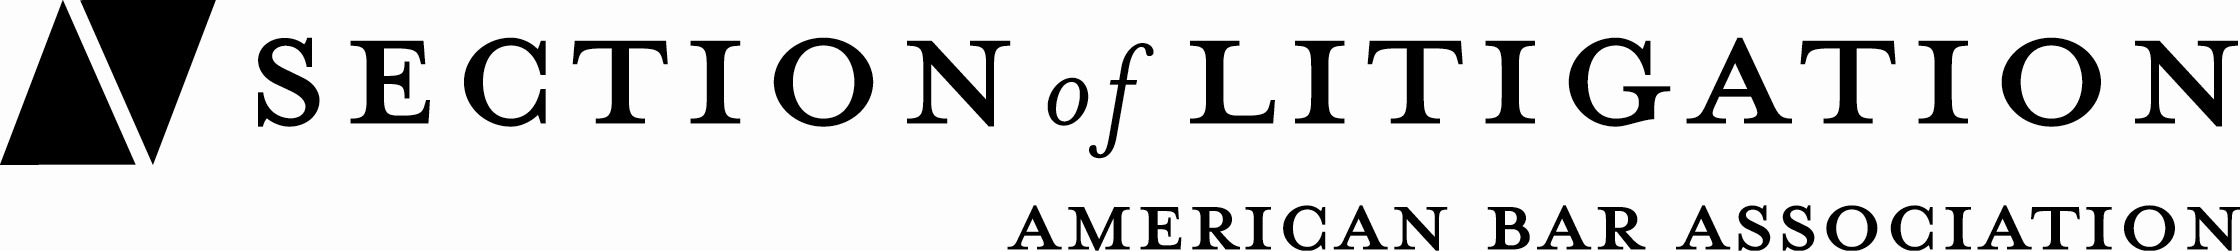 SECTION of LITIGATION
AMERICAN BAR ASSOCIATION